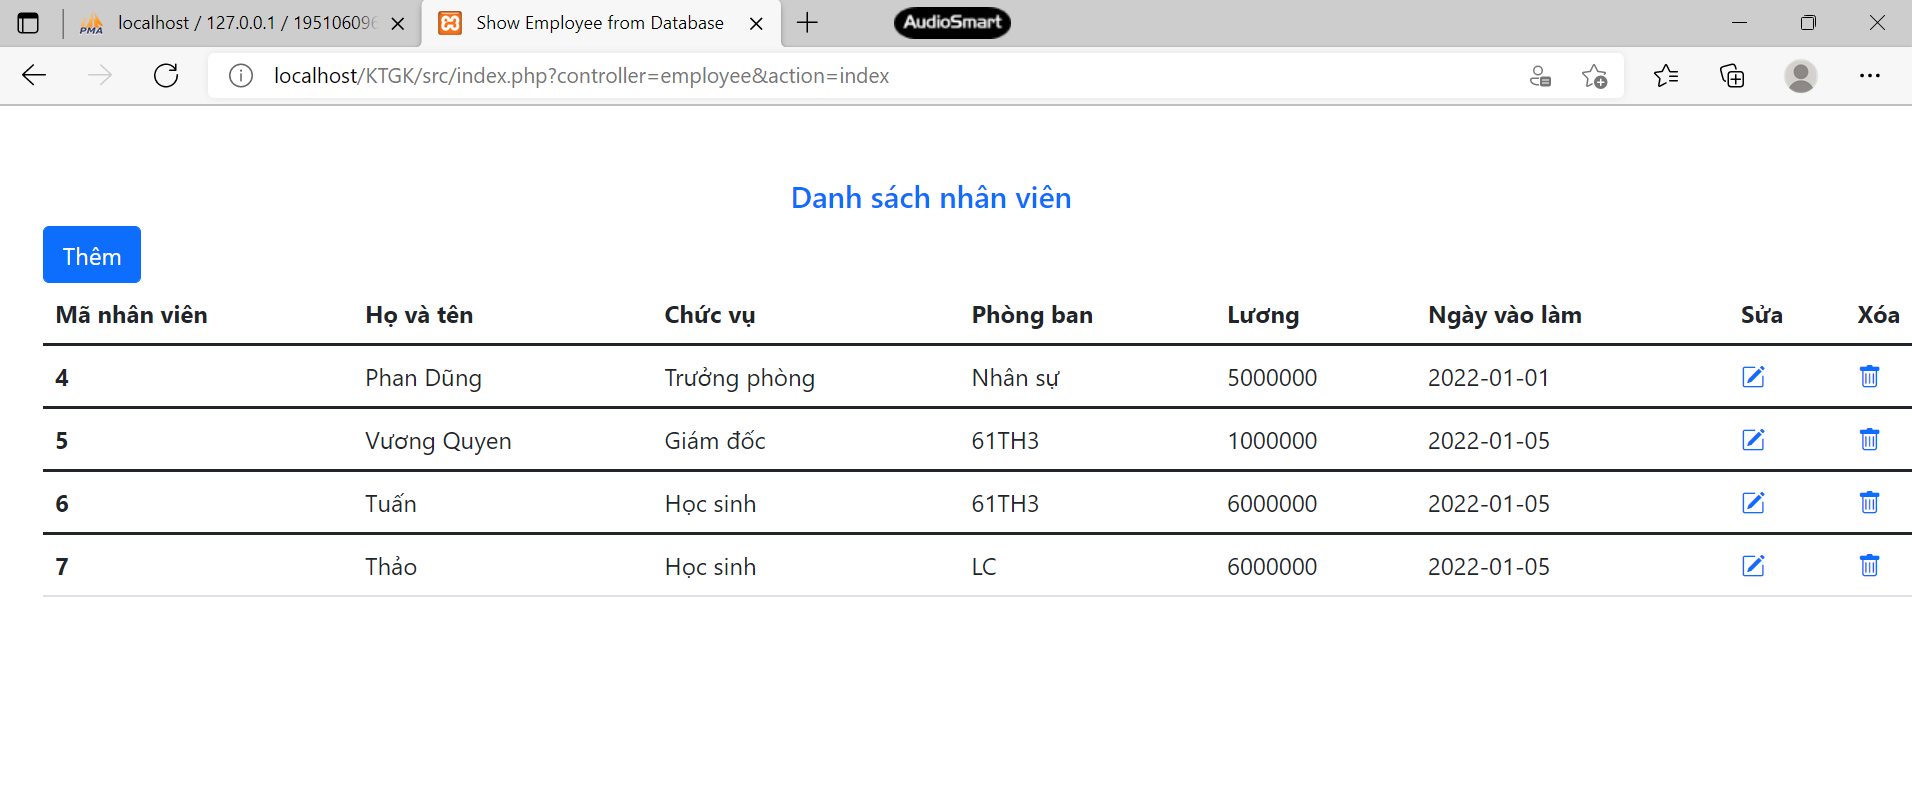 PMA localhost / 127.0.0.1 / 195106096 Show Employee from Database AudioSmart
localhost/KTGK/src/index.php?controller=employee&action=index
Danh sách nhân viên
Thêm
Mã nhân viên Họ và tên Chức vụ Phòng ban Lương Ngày vào làm Sửa Xóa
4 Phan Dũng Trưởng phòng Nhân sự 5000000 2022-01-01
5 Vương Quyen Giám đốc 61TH3 1000000 2022-01-05
6 Tuấn Học sinh 61TH3 6000000 2022-01-05
7 Thảo Học sinh LC 6000000 2022-01-05